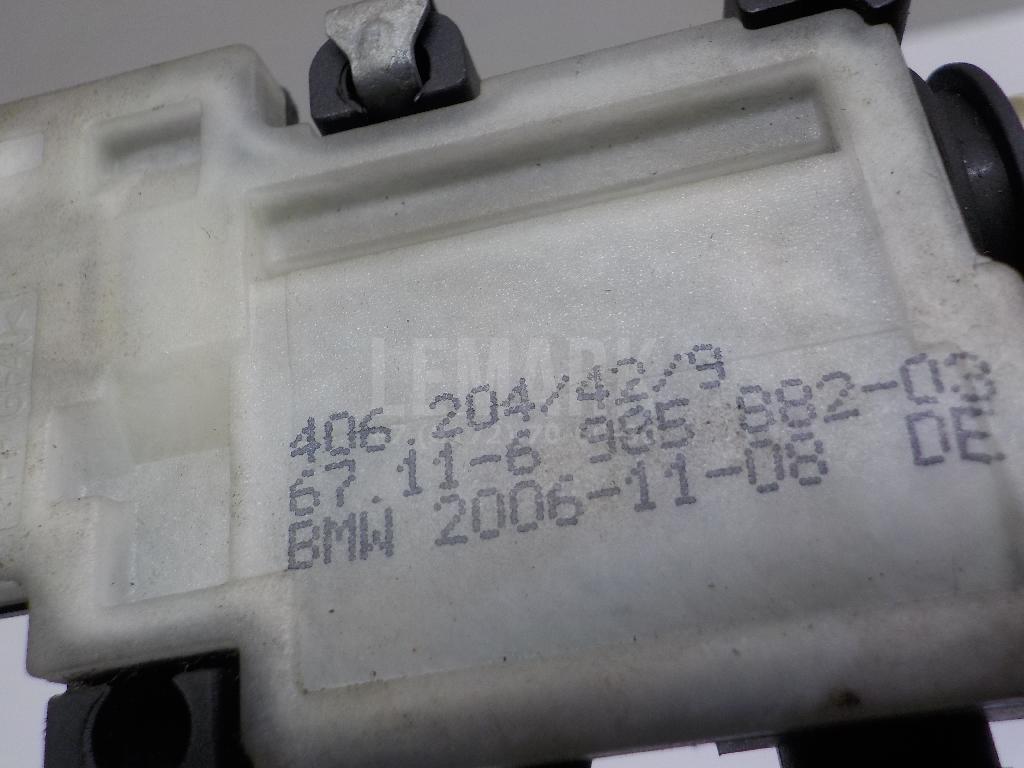 LEMARK
406.204/42/9
67.11-6 985 882-03
BMW 2006-11-08 DE